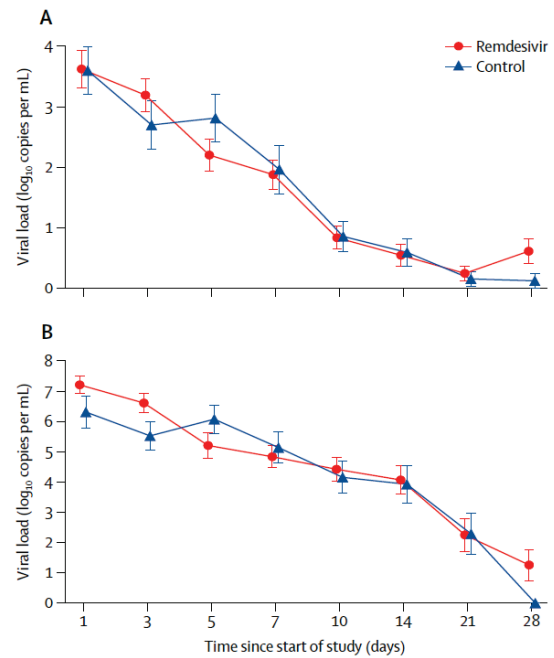 A
Remdesivir
Control
Viral load (log₁₀ copies per mL)
4
3
2
1
0
B
Viral load (log₁₀ copies per mL)
8
7
6
5
4
3
2
1
0
1 3 5 7 10 14 21 28
Time since start of study (days)